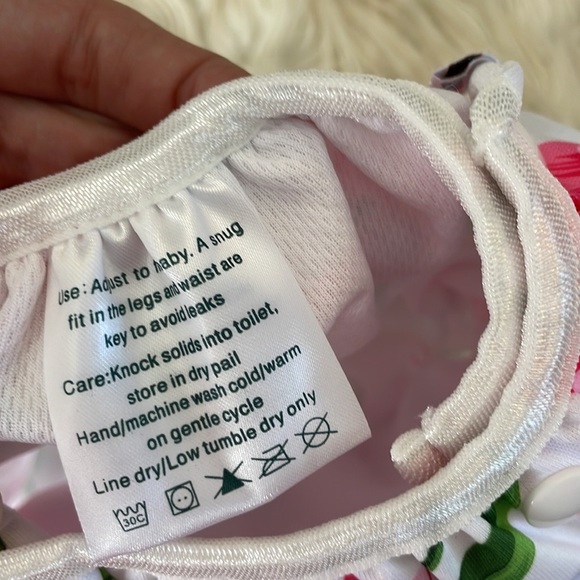 Use: Adjust to baby. A snug
fit in the legs and waist are
key to avoid leaks
Care:Knock solids into toilet,
store in dry pail
Hand/machine wash cold/warm
on gentle cycle
Line dry/Low tumble dry only
30C